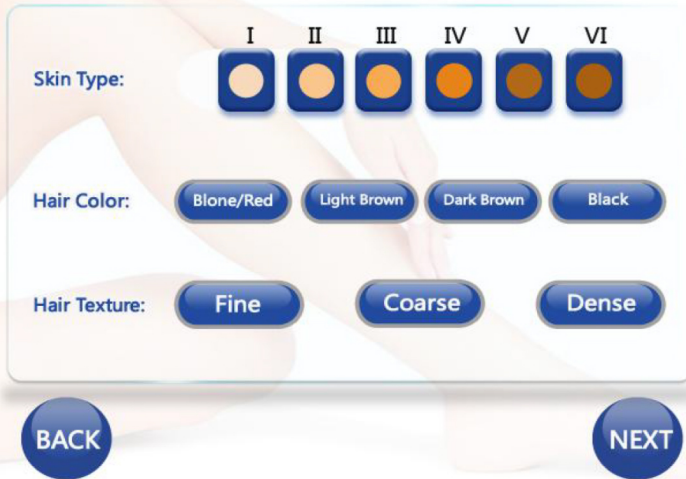 I II III IV V VI
Skin Type:
Hair Color: Blone/Red Light Brown Dark Brown Black
Hair Texture: Fine Coarse Dense
BACK NEXT